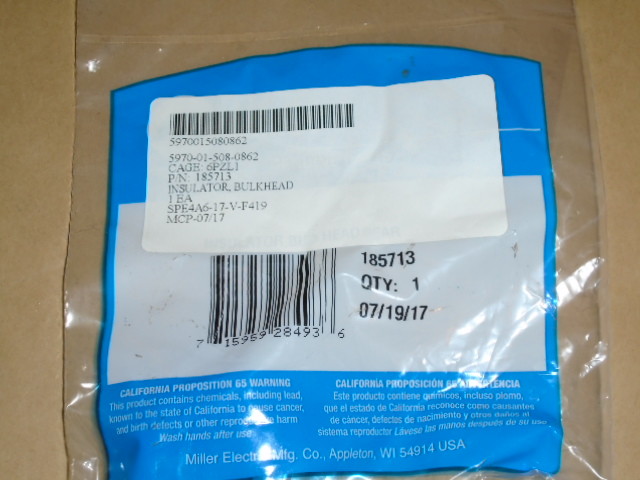 5970015080862
5970-01-508-0862
CAGE: 6PZL1
P/N: 185713
INSULATOR, BULKHEAD
1 EA
SPE4A6-17-V-F419
MCP-07/17
185713
QTY: 1
07/19/17
7 15959 28493 6
CALIFORNIA PROPOSITION 65 WARNING
This product contains chemicals, including lead,
known to the state of California to cause cancer,
and birth defects or other reproductive harm
Wash hands after use.
CALIFORNIA PROPOSICIÓN 65 ADVERTENCIA
Este producto contiene químicos, incluso plomo,
que el estado de California reconoce como causantes
de cáncer, defectos de nacimiento y otros daños al
sistema reproductor Lávese las manos después de su uso
Miller Electric Mfg. Co., Appleton, WI 54914 USA